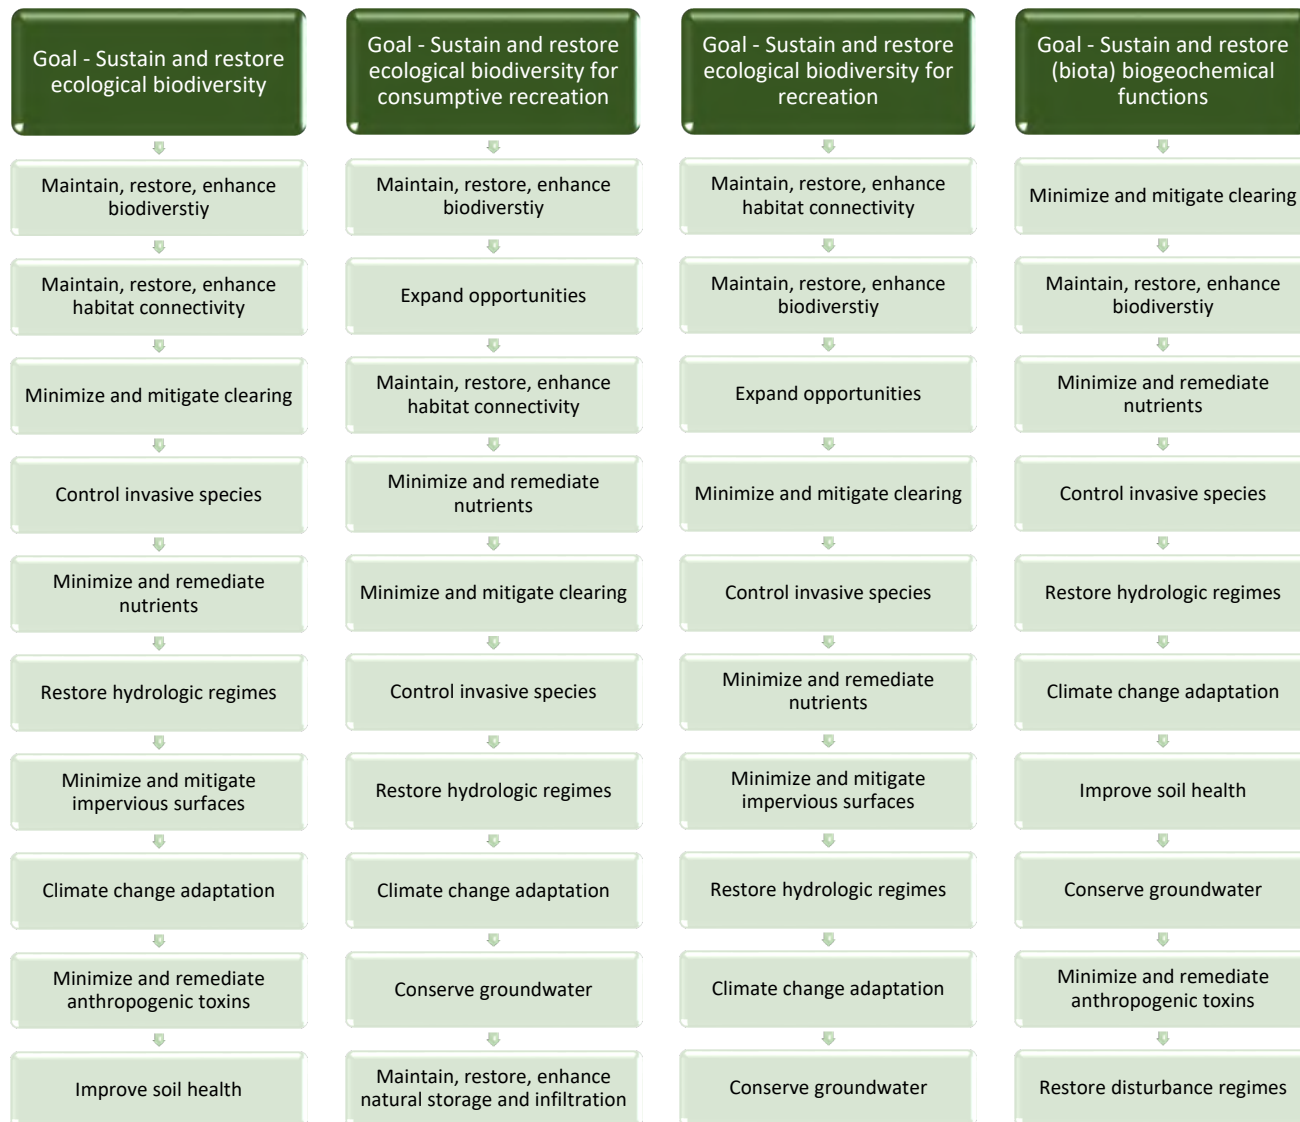 Goal - Sustain and restore
ecological biodiversity
Maintain, restore, enhance
biodiverstiy
Maintain, restore, enhance
habitat connectivity
Minimize and mitigate clearing
Control invasive species
Minimize and remediate
nutrients
Restore hydrologic regimes
Minimize and mitigate
impervious surfaces
Climate change adaptation
Minimize and remediate
anthropogenic toxins
Improve soil health
Goal - Sustain and restore
ecological biodiversity for
consumptive recreation
Maintain, restore, enhance
biodiverstiy
Expand opportunities
Maintain, restore, enhance
habitat connectivity
Minimize and remediate
nutrients
Minimize and mitigate clearing
Control invasive species
Restore hydrologic regimes
Climate change adaptation
Conserve groundwater
Maintain, restore, enhance
natural storage and infiltration
Goal - Sustain and restore
ecological biodiversity for
recreation
Maintain, restore, enhance
habitat connectivity
Maintain, restore, enhance
biodiverstiy
Expand opportunities
Minimize and mitigate clearing
Control invasive species
Minimize and remediate
nutrients
Minimize and mitigate
impervious surfaces
Restore hydrologic regimes
Climate change adaptation
Conserve groundwater
Goal - Sustain and restore
(biota) biogeochemical
functions
Minimize and mitigate clearing
Maintain, restore, enhance
biodiverstiy
Minimize and remediate
nutrients
Control invasive species
Restore hydrologic regimes
Climate change adaptation
Improve soil health
Conserve groundwater
Minimize and remediate
anthropogenic toxins
Restore disturbance regimes